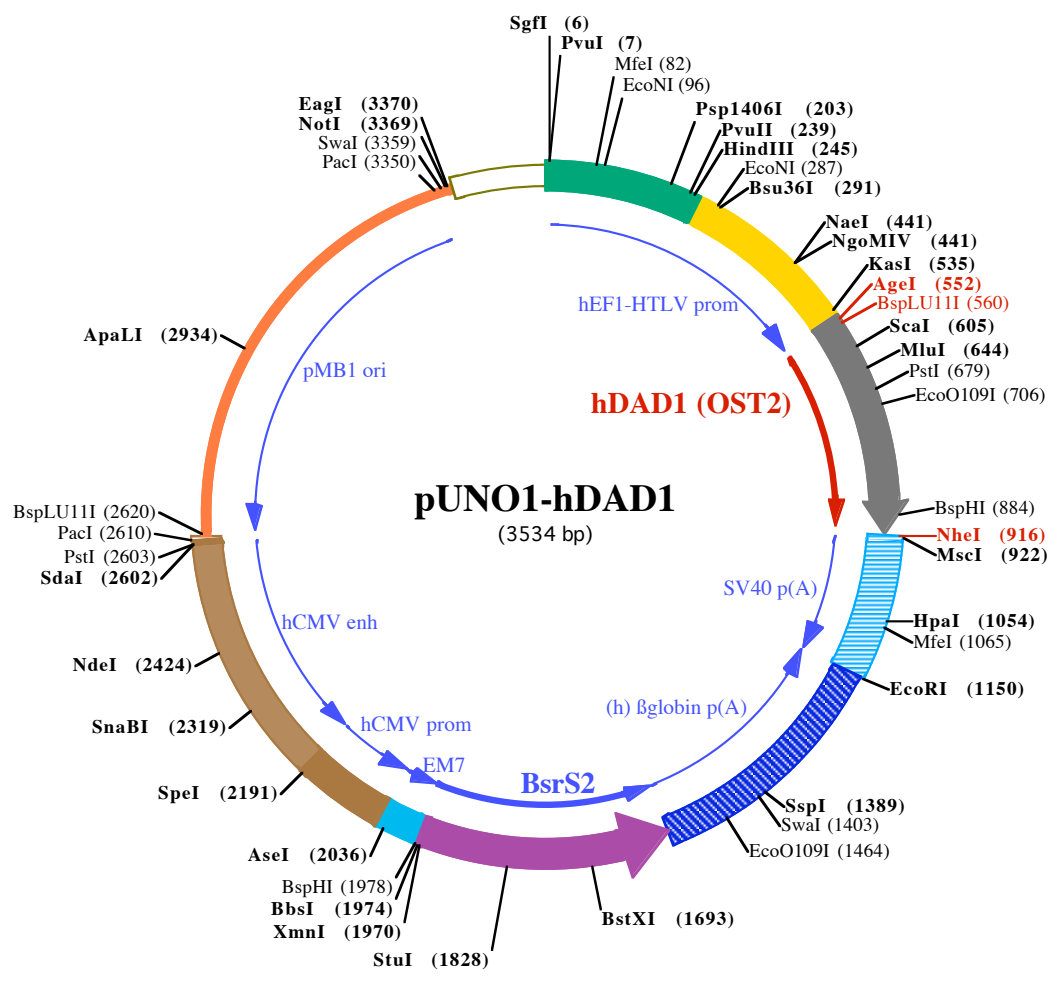 SgfI (6)
PvuI (7)
MfeI (82)
EcoNI (96)
EagI (3370)
NotI (3369)
SwaI (3359)
PacI (3350)
Psp1406I (203)
PvuII (239)
HindIII (245)
EcoNI (287)
Bsu36I (291)
NaeI (441)
NgoMIV (441)
KasI (535)
AgeI (552)
BspLU11I (560)
ScaI (605)
MluI (644)
PstI (679)
EcoO109I (706)
hEF1-HTLV prom
ApaLI (2934)
pMB1 ori
hDAD1 (OST2)
pUNO1-hDAD1
(3534 bp)
BspHI (884)
NheI (916)
MscI (922)
BspLU11I (2620)
PacI (2610)
PstI (2603)
SdaI (2602)
SV40 p(A)
HpaI (1054)
MfeI (1065)
hCMV enh
NdeI (2424)
EcoRI (1150)
(h) ßglobin p(A)
SnaBI (2319)
hCMV prom
EM7
BsrS2
SpeI (2191)
SspI (1389)
SwaI (1403)
EcoO109I (1464)
AseI (2036)
BspHI (1978)
BbsI (1974)
XmnI (1970)
StuI (1828)
BstXI (1693)